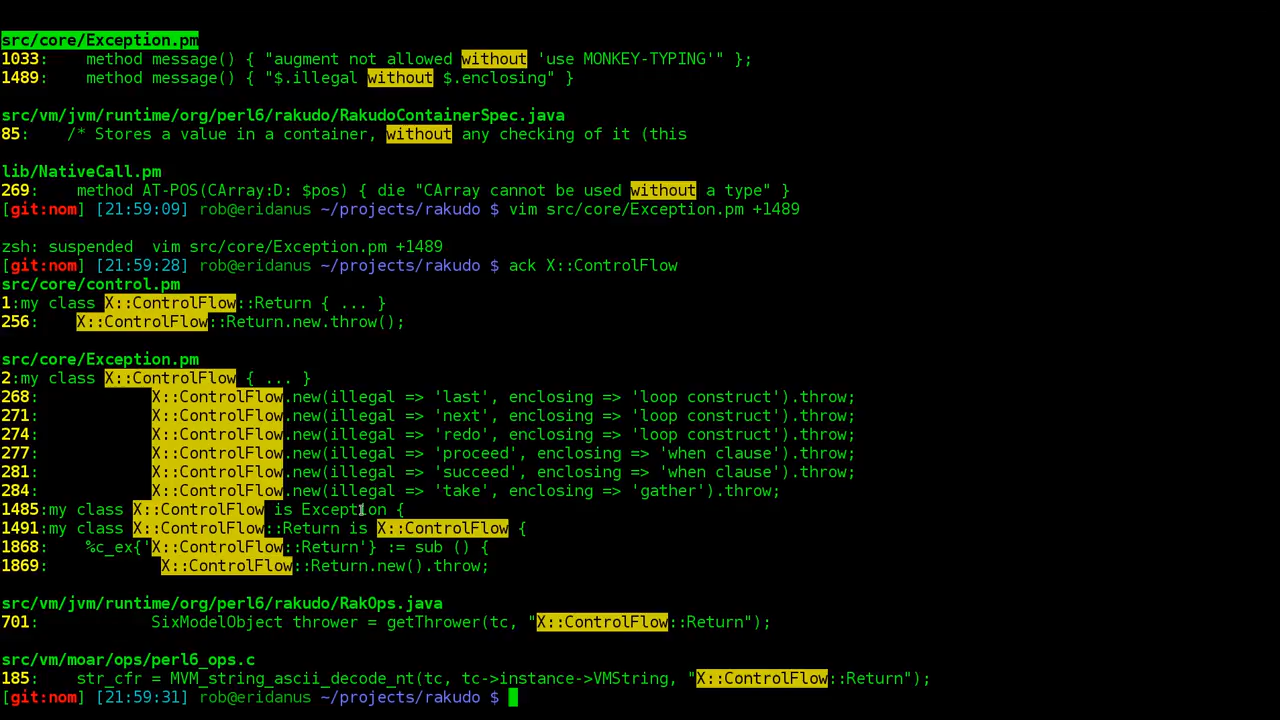 src/core/Exception.pm
1033:    method message() { "augment not allowed without 'use MONKEY-TYPING'" };
1489:    method message() { "$.illegal without $.enclosing" }
src/vm/jvm/runtime/org/perl6/rakudo/RakudoContainerSpec.java
85:    /* Stores a value in a container, without any checking of it (this
lib/NativeCall.pm
269:    method AT-POS(CArray:D: $pos) { die "CArray cannot be used without a type" }
[git:nom] [21:59:09] rob@eridanus ~/projects/rakudo $ vim src/core/Exception.pm +1489
zsh: suspended  vim src/core/Exception.pm +1489
[git:nom] [21:59:28] rob@eridanus ~/projects/rakudo $ ack X::ControlFlow
src/core/control.pm
1:my class X::ControlFlow::Return { ... }
256:    X::ControlFlow::Return.new.throw();
src/core/Exception.pm
2:my class X::ControlFlow { ... }
268:            X::ControlFlow.new(illegal => 'last', enclosing => 'loop construct').throw;
271:            X::ControlFlow.new(illegal => 'next', enclosing => 'loop construct').throw;
274:            X::ControlFlow.new(illegal => 'redo', enclosing => 'loop construct').throw;
277:            X::ControlFlow.new(illegal => 'proceed', enclosing => 'when clause').throw;
281:            X::ControlFlow.new(illegal => 'succeed', enclosing => 'when clause').throw;
284:            X::ControlFlow.new(illegal => 'take', enclosing => 'gather').throw;
1485:my class X::ControlFlow is Exception {
1491:my class X::ControlFlow::Return is X::ControlFlow {
1868:    %c_ex{'X::ControlFlow::Return'} := sub () {
1869:            X::ControlFlow::Return.new().throw;
src/vm/jvm/runtime/org/perl6/rakudo/RakOps.java
701:            SixModelObject thrower = getThrower(tc, "X::ControlFlow::Return");
src/vm/moar/ops/perl6_ops.c
185:    str_cfr = MVM_string_ascii_decode_nt(tc, tc->instance->VMString, "X::ControlFlow::Return");
[git:nom] [21:59:31] rob@eridanus ~/projects/rakudo $